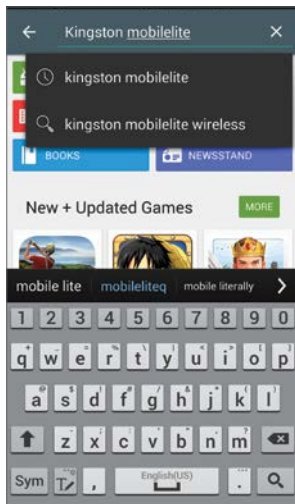 Kingston mobilelite
kingston mobilelite
kingston mobilelite wireless
BOOKS
NEWSSTAND
New + Updated Games
MORE
mobile lite mobileliteq mobile literally
1 2 3 4 5 6 7 8 9 0
q w e r t y u i o p
a s d f g h j k l
z x c v b n m
Sym , English(US) .